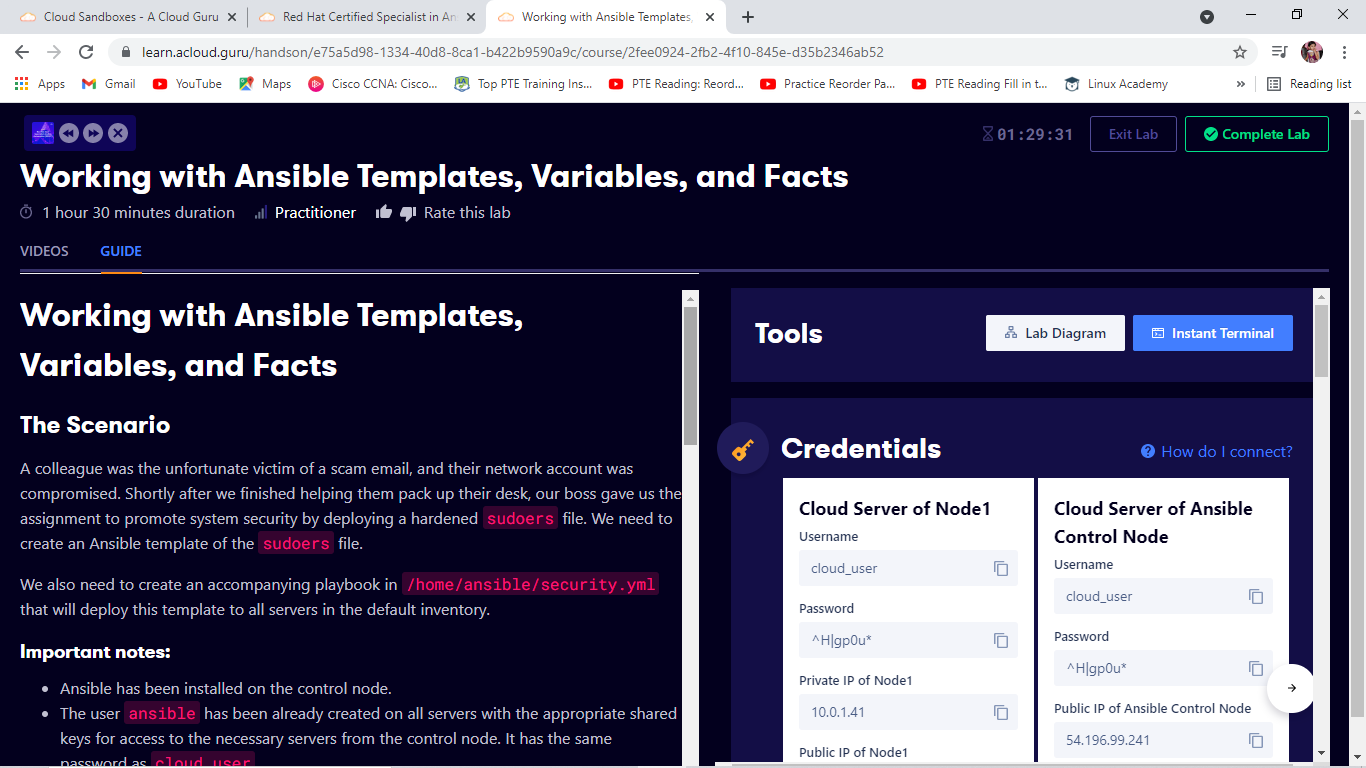 Cloud Sandboxes - A Cloud Guru
Red Hat Certified Specialist in An
Working with Ansible Templates,
learn.acloud.guru/handson/e75a5d98-1334-40d8-8ca1-b422b9590a9c/course/2fee0924-2fb2-4f10-845e-d35b2346ab52
Apps Gmail YouTube Maps Cisco CCNA: Cisco... Top PTE Training Ins... PTE Reading: Reord... Practice Reorder Pa... PTE Reading Fill in t... Linux Academy » Reading list
01:29:31 Exit Lab Complete Lab
Working with Ansible Templates, Variables, and Facts
1 hour 30 minutes duration Practitioner Rate this lab
VIDEOS GUIDE
Working with Ansible Templates,
Variables, and Facts
The Scenario
A colleague was the unfortunate victim of a scam email, and their network account was
compromised. Shortly after we finished helping them pack up their desk, our boss gave us the
assignment to promote system security by deploying a hardened sudoers file. We need to
create an Ansible template of the sudoers file.
We also need to create an accompanying playbook in /home/ansible/security.yml
that will deploy this template to all servers in the default inventory.
Important notes:
Ansible has been installed on the control node.
The user ansible has been already created on all servers with the appropriate shared
keys for access to the necessary servers from the control node. It has the same
password as cloud_user
Tools
Lab Diagram
Instant Terminal
Credentials
How do I connect?
Cloud Server of Node1
Username
cloud_user
Password
^H|gp0u*
Private IP of Node1
10.0.1.41
Public IP of Node1
Cloud Server of Ansible
Control Node
Username
cloud_user
Password
^H|gp0u*
Public IP of Ansible Control Node
54.196.99.241